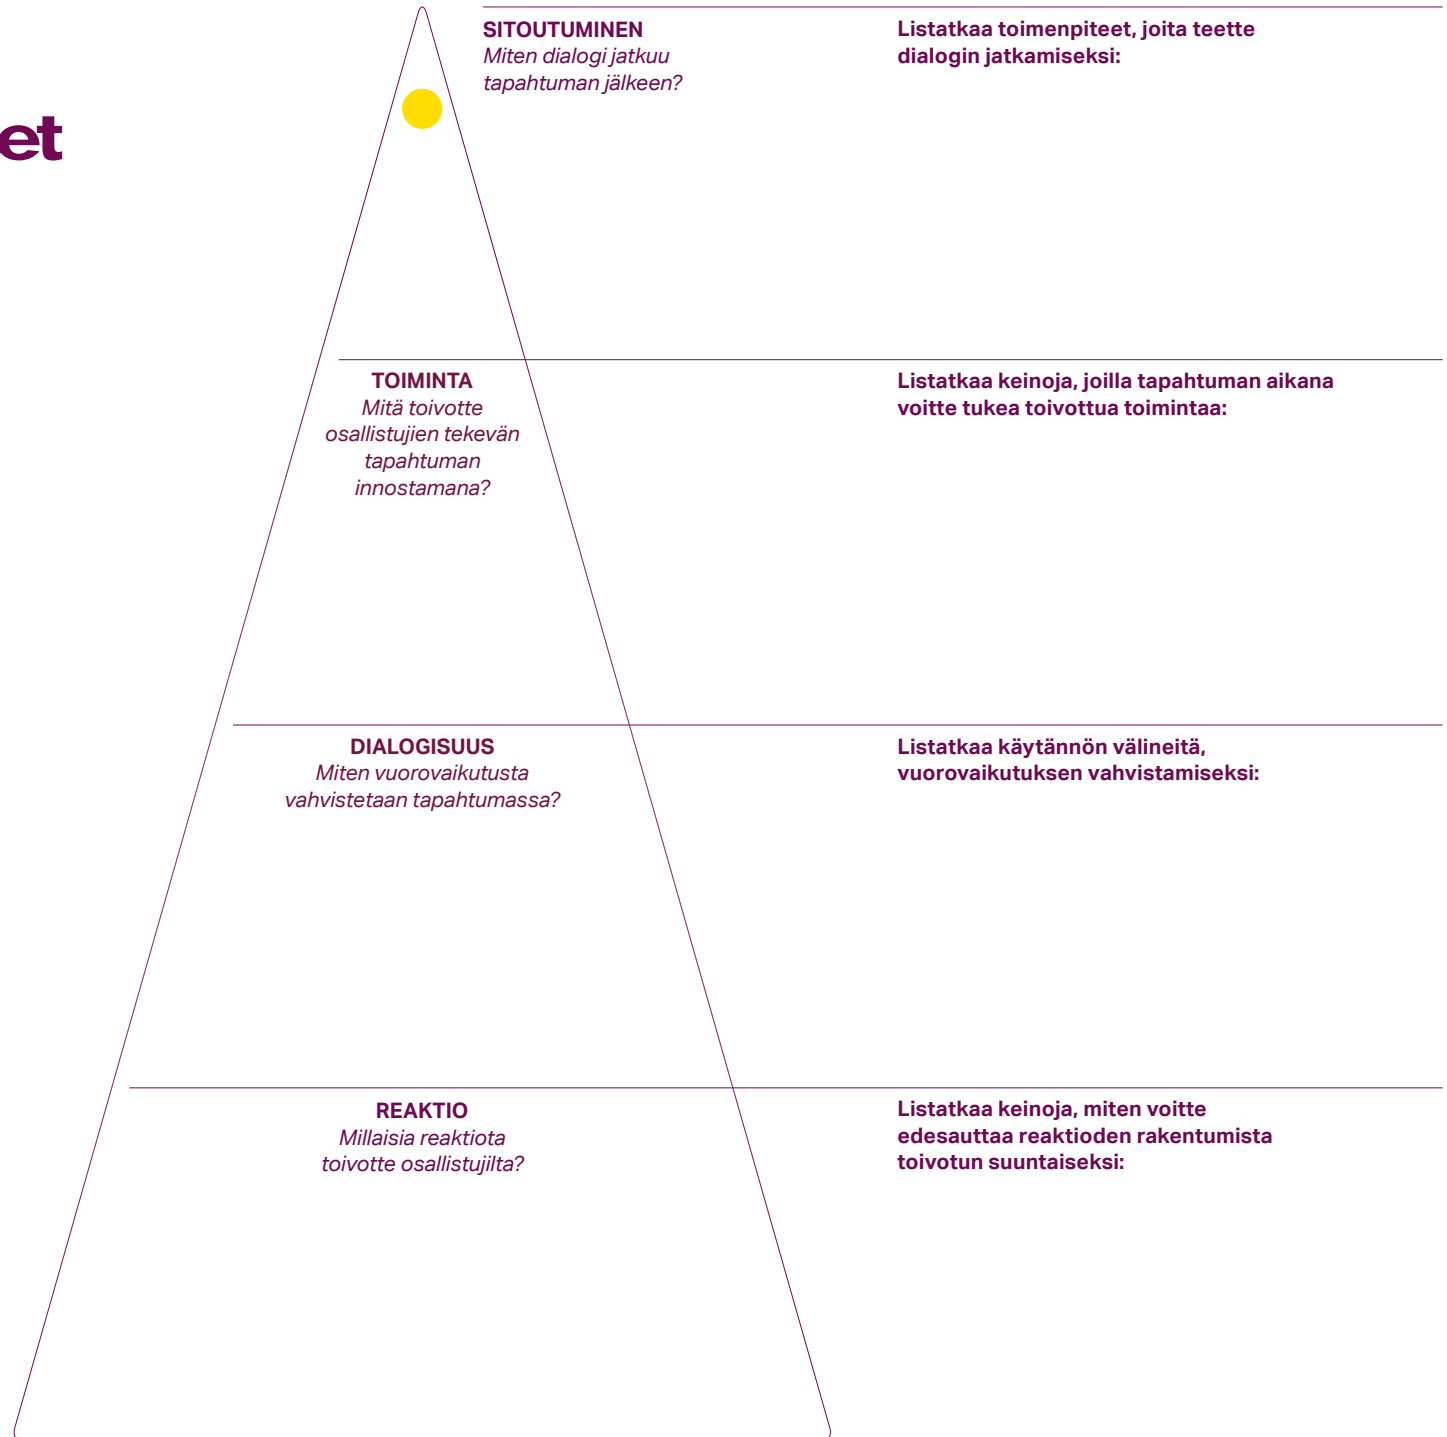 et
SITOUTUMINEN
Miten dialogi jatkuu
tapahtuman jälkeen?
Listatkaa toimenpiteet, joita teette
dialogin jatkamiseksi:
TOIMINTA
Mitä toivotte
osallistujien tekevän
tapahtuman
innostamana?
Listatkaa keinoja, joilla tapahtuman aikana
voitte tukea toivottua toimintaa:
DIALOGISUUS
Miten vuorovaikutusta
vahvistetaan tapahtumassa?
Listatkaa käytännön välineitä,
vuorovaikutuksen vahvistamiseksi:
REAKTIO
Millaisia reaktiota
toivotte osallistujilta?
Listatkaa keinoja, miten voitte
edesauttaa reaktioden rakentumista
toivotun suuntaiseksi: